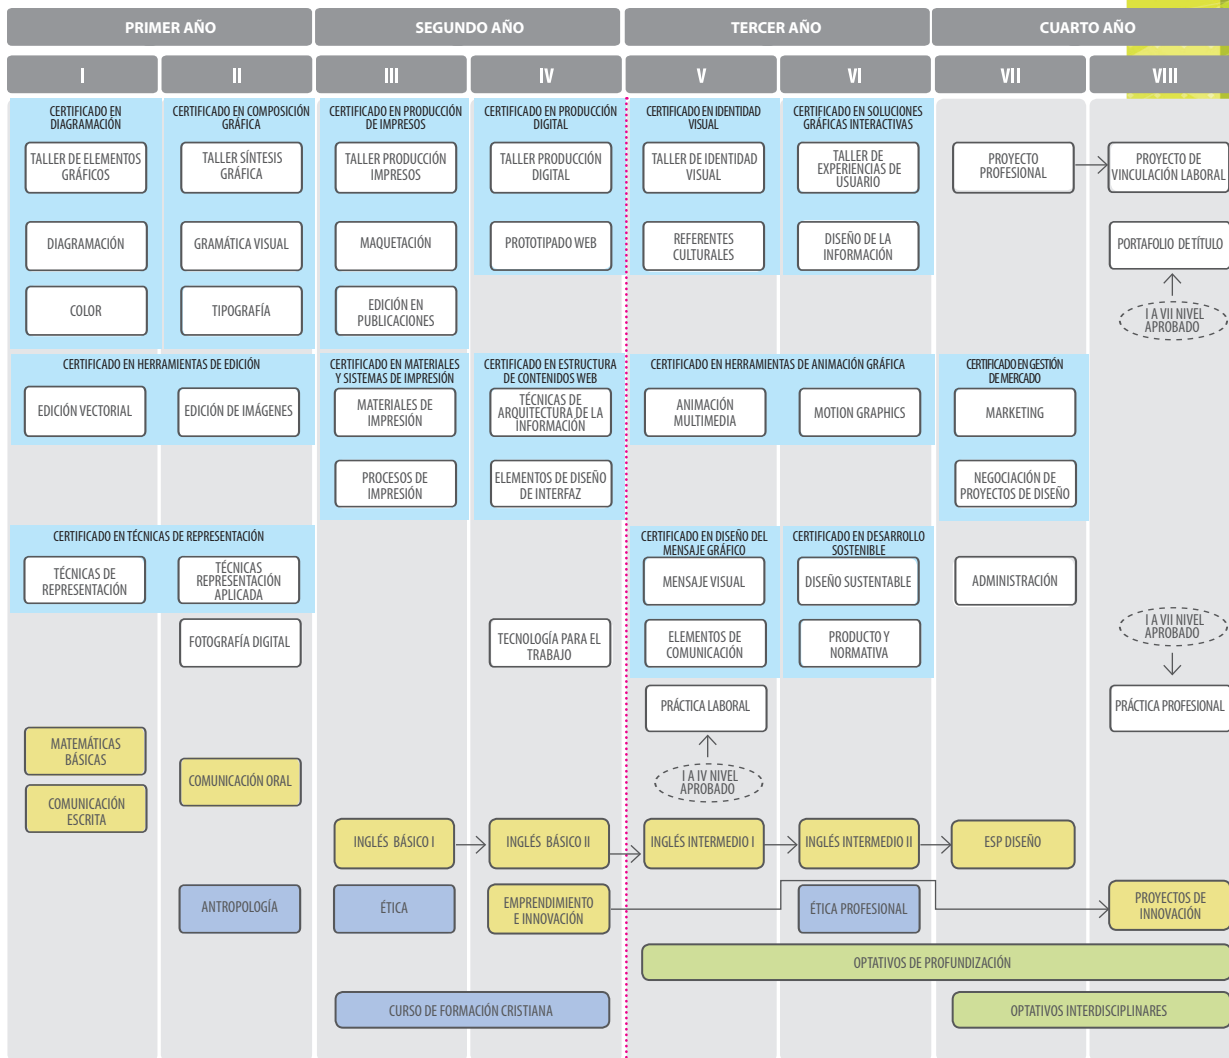 PRIMER AÑO
SEGUNDO AÑO
TERCER AÑO
CUARTO AÑO
I
II
III
IV
V
VI
VII
VIII
CERTIFICADO EN
DIAGRAMACIÓN
CERTIFICADO EN COMPOSICIÓN
GRÁFICA
CERTIFICADO EN PRODUCCIÓN
DE IMPRESOS
CERTIFICADO EN PRODUCCIÓN
DIGITAL
CERTIFICADO EN IDENTIDAD
VISUAL
CERTIFICADO EN SOLUCIONES
GRÁFICAS INTERACTIVAS
TALLER DE ELEMENTOS
GRÁFICOS
TALLER SÍNTESIS
GRÁFICA
TALLER PRODUCCIÓN
IMPRESOS
TALLER PRODUCCIÓN
DIGITAL
TALLER DE IDENTIDAD
VISUAL
TALLER DE
EXPERIENCIAS DE
USUARIO
PROYECTO
PROFESIONAL
PROYECTO DE
VINCULACIÓN LABORAL
DIAGRAMACIÓN
GRAMÁTICA VISUAL
MAQUETACIÓN
PROTOTIPADO WEB
REFERENTES
CULTURALES
DISEÑO DE LA
INFORMACIÓN
PORTAFOLIO DE TÍTULO
COLOR
TIPOGRAFÍA
EDICIÓN EN
PUBLICACIONES
I A VII NIVEL
APROBADO
CERTIFICADO EN HERRAMIENTAS DE EDICIÓN
CERTIFICADO EN MATERIALES
Y SISTEMAS DE IMPRESIÓN
CERTIFICADO EN ESTRUCTURA
DE CONTENIDOS WEB
CERTIFICADO EN HERRAMIENTAS DE ANIMACIÓN GRÁFICA
CERTIFICADO EN GESTIÓN
DE MERCADO
EDICIÓN VECTORIAL
EDICIÓN DE IMÁGENES
MATERIALES DE
IMPRESIÓN
TÉCNICAS DE
ARQUITECTURA DE LA
INFORMACIÓN
ANIMACIÓN
MULTIMEDIA
MOTION GRAPHICS
MARKETING
PROCESOS DE
IMPRESIÓN
ELEMENTOS DE DISEÑO
DE INTERFAZ
NEGOCIACIÓN DE
PROYECTOS DE DISEÑO
CERTIFICADO EN TÉCNICAS DE REPRESENTACIÓN
CERTIFICADO EN DISEÑO DEL
MENSAJE GRÁFICO
CERTIFICADO EN DESARROLLO
SOSTENIBLE
TÉCNICAS DE
REPRESENTACIÓN
TÉCNICAS
REPRESENTACIÓN
APLICADA
MENSAJE VISUAL
DISEÑO SUSTENTABLE
ADMINISTRACIÓN
FOTOGRAFÍA DIGITAL
TECNOLOGÍA PARA EL
TRABAJO
ELEMENTOS DE
COMUNICACIÓN
PRODUCTO Y
NORMATIVA
I A VII NIVEL
APROBADO
PRÁCTICA LABORAL
PRÁCTICA PROFESIONAL
MATEMÁTICAS
BÁSICAS
COMUNICACIÓN ORAL
I A IV NIVEL
APROBADO
COMUNICACIÓN
ESCRITA
INGLÉS BÁSICO I
INGLÉS BÁSICO II
INGLÉS INTERMEDIO I
INGLÉS INTERMEDIO II
ESP DISEÑO
ANTROPOLOGÍA
ÉTICA
EMPRENDIMIENTO
E INNOVACIÓN
ÉTICA PROFESIONAL
PROYECTOS DE
INNOVACIÓN
OPTATIVOS DE PROFUNDIZACIÓN
CURSO DE FORMACIÓN CRISTIANA
OPTATIVOS INTERDISCIPLINARES